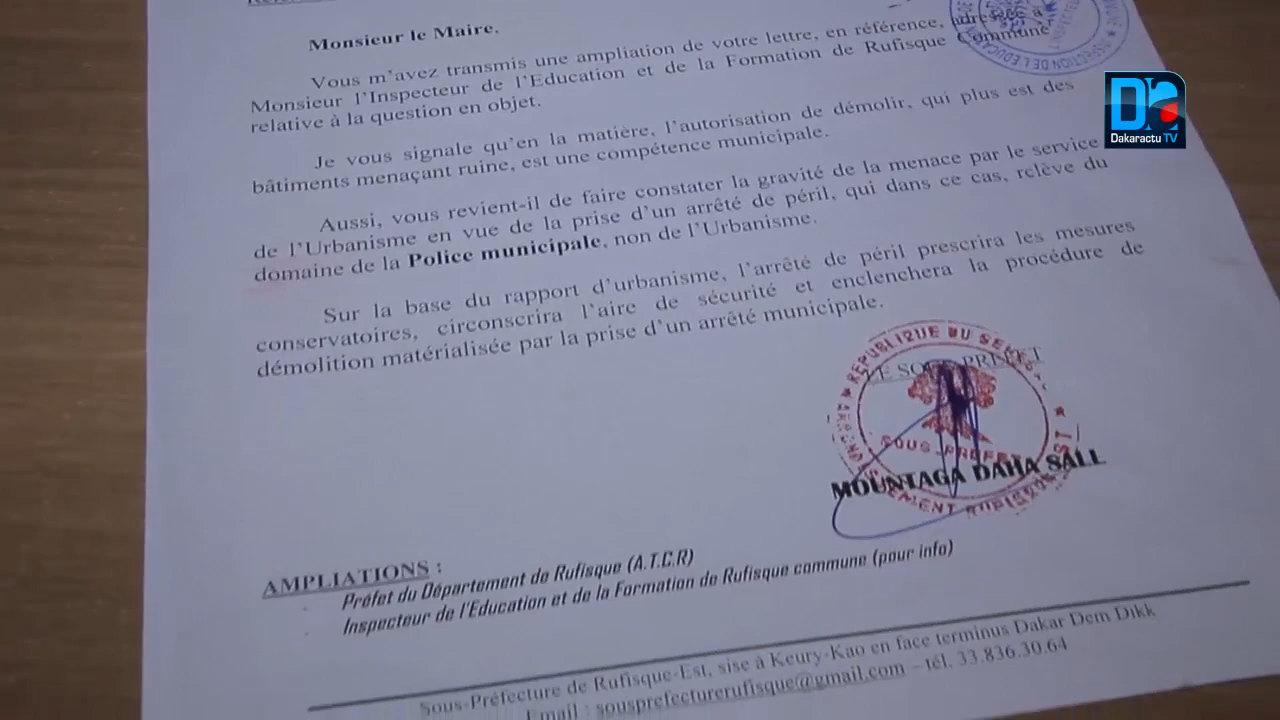 Monsieur le Maire,
Vous m'avez transmis une ampliation de votre lettre, en référence, adressée à
Monsieur l'Inspecteur de l'Education et de la Formation de Rufisque Commune
relative à la question en objet.
Je vous signale qu'en la matière, l'autorisation de démolir, qui plus est des
bâtiments menaçant ruine, est une compétence municipale.
Aussi, vous revient-il de faire constater la gravité de la menace par le service
de l'Urbanisme en vue de la prise d'un arrêté de péril, qui dans ce cas, relève du
domaine de la Police municipale, non de l'Urbanisme.
Sur la base du rapport d'urbanisme, l'arrêté de péril prescrira les mesures
conservatoires, circonscrira l'aire de sécurité et enclenchera la procédure de
démolition matérialisée par la prise d'un arrêté municipale.
LE SOUS PREFET
REPUBLIQUE DU SENEGAL
SOUS-PREFET
ARRONDISSEMENT RUFISQUE EST
MOUNTAGA DAHA SALL
AMPLIATIONS :
Préfet du Département de Rufisque (A.T.C.R)
Inspecteur de l'Education et de la Formation de Rufisque commune (pour info)
Sous-Préfecture de Rufisque-Est, sise à Keury-Kao en face terminus Dakar Dem Dikk
Email : sousprefecturerufisque@gmail.com – tél. 33.836.30.64
INSPECTION DE L'EDUCATION
Da
Dakaractu TV